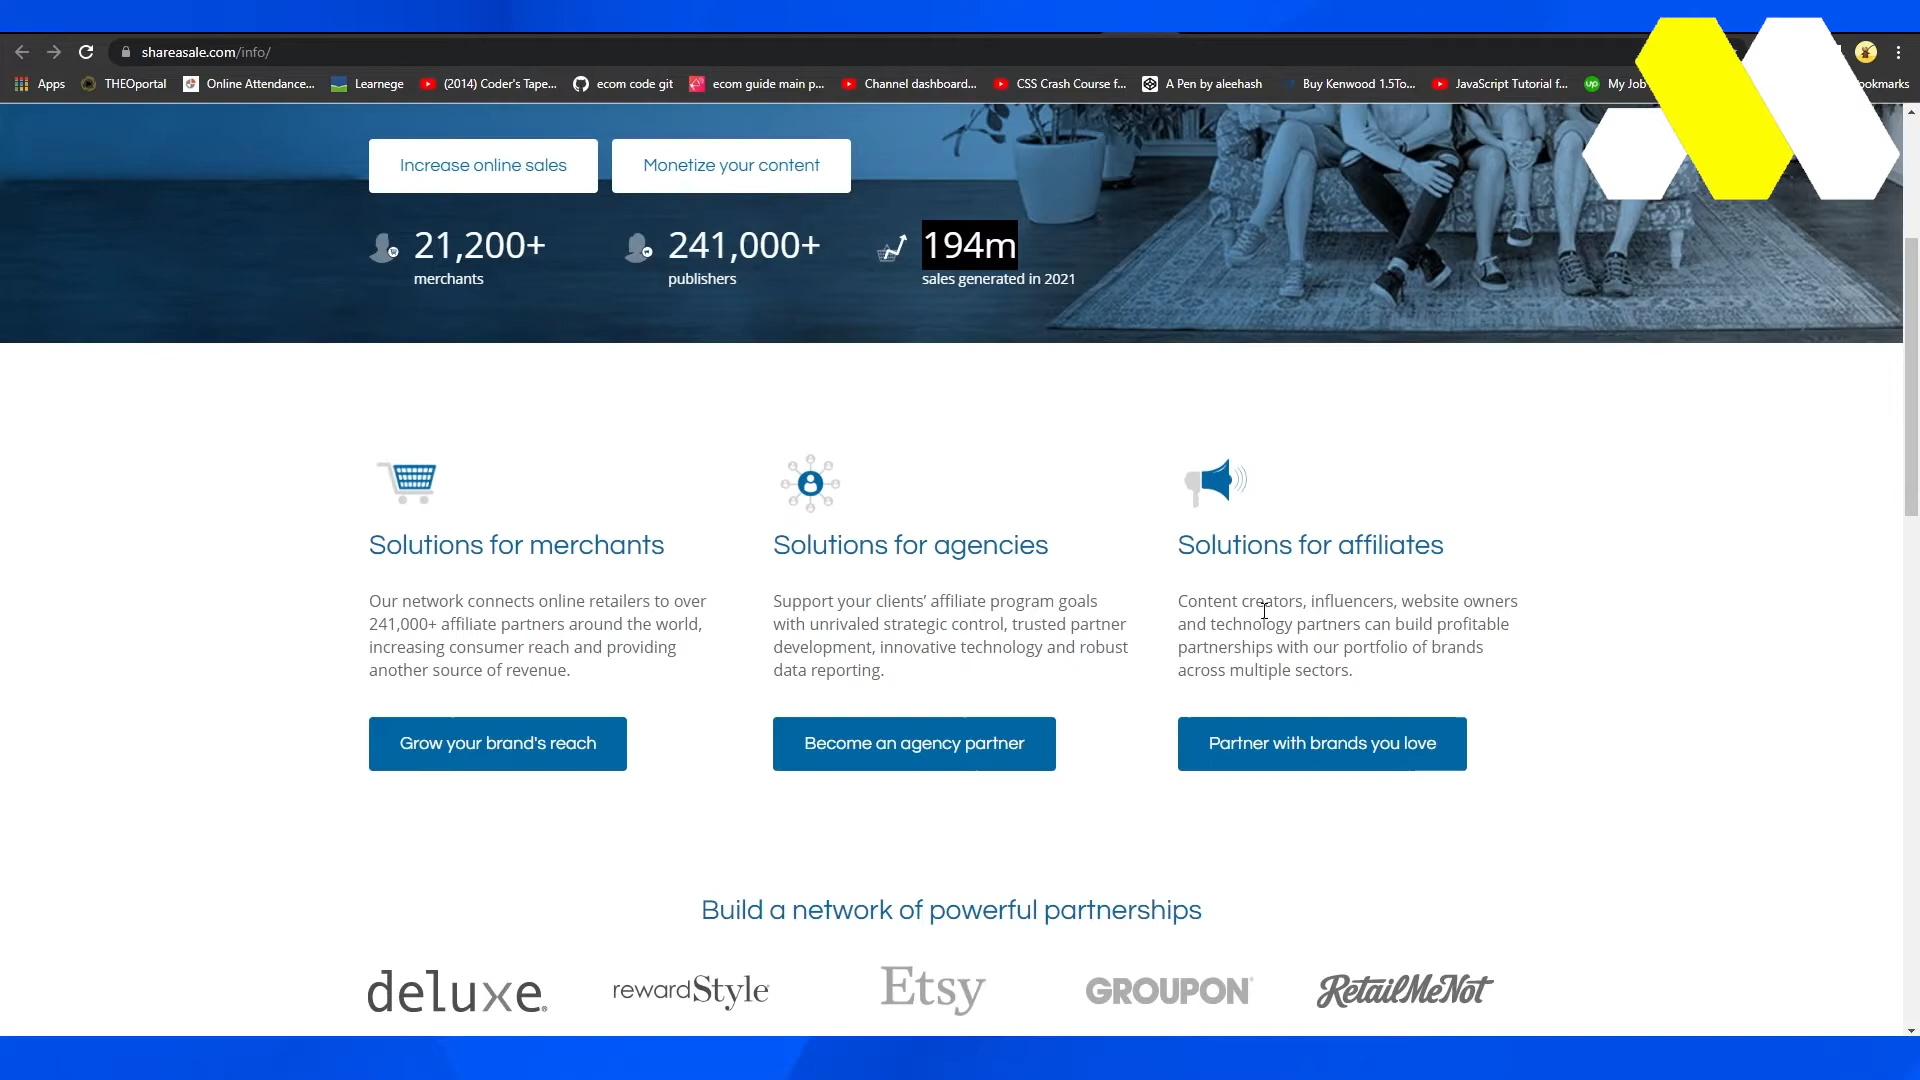 shareasale.com/info/
Apps THEOportal Online Attendance... Learnege (2014) Coder's Tape... ecom code git ecom guide main p... Channel dashboard... CSS Crash Course f... A Pen by aleehash Buy Kenwood 1.5To... JavaScript Tutorial f... up My Job ookmarks
Increase online sales Monetize your content
21,200+ 241,000+ 194m
merchants publishers sales generated in 2021
Solutions for merchants
Our network connects online retailers to over
241,000+ affiliate partners around the world,
increasing consumer reach and providing
another source of revenue.
Grow your brand's reach
Solutions for agencies
Support your clients’ affiliate program goals
with unrivaled strategic control, trusted partner
development, innovative technology and robust
data reporting.
Become an agency partner
Solutions for affiliates
Content creators, influencers, website owners
and technology partners can build profitable
partnerships with our portfolio of brands
across multiple sectors.
Partner with brands you love
Build a network of powerful partnerships
deluxe. rewardStyle Etsy GROUPON RetailMeNot